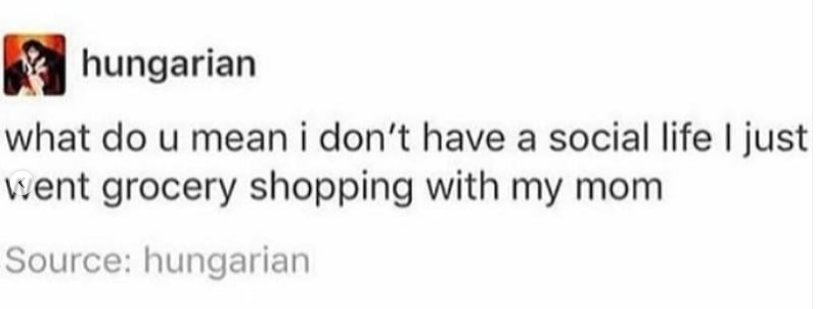 hungarian
what do u mean i don't have a social life I just
went grocery shopping with my mom
Source: hungarian